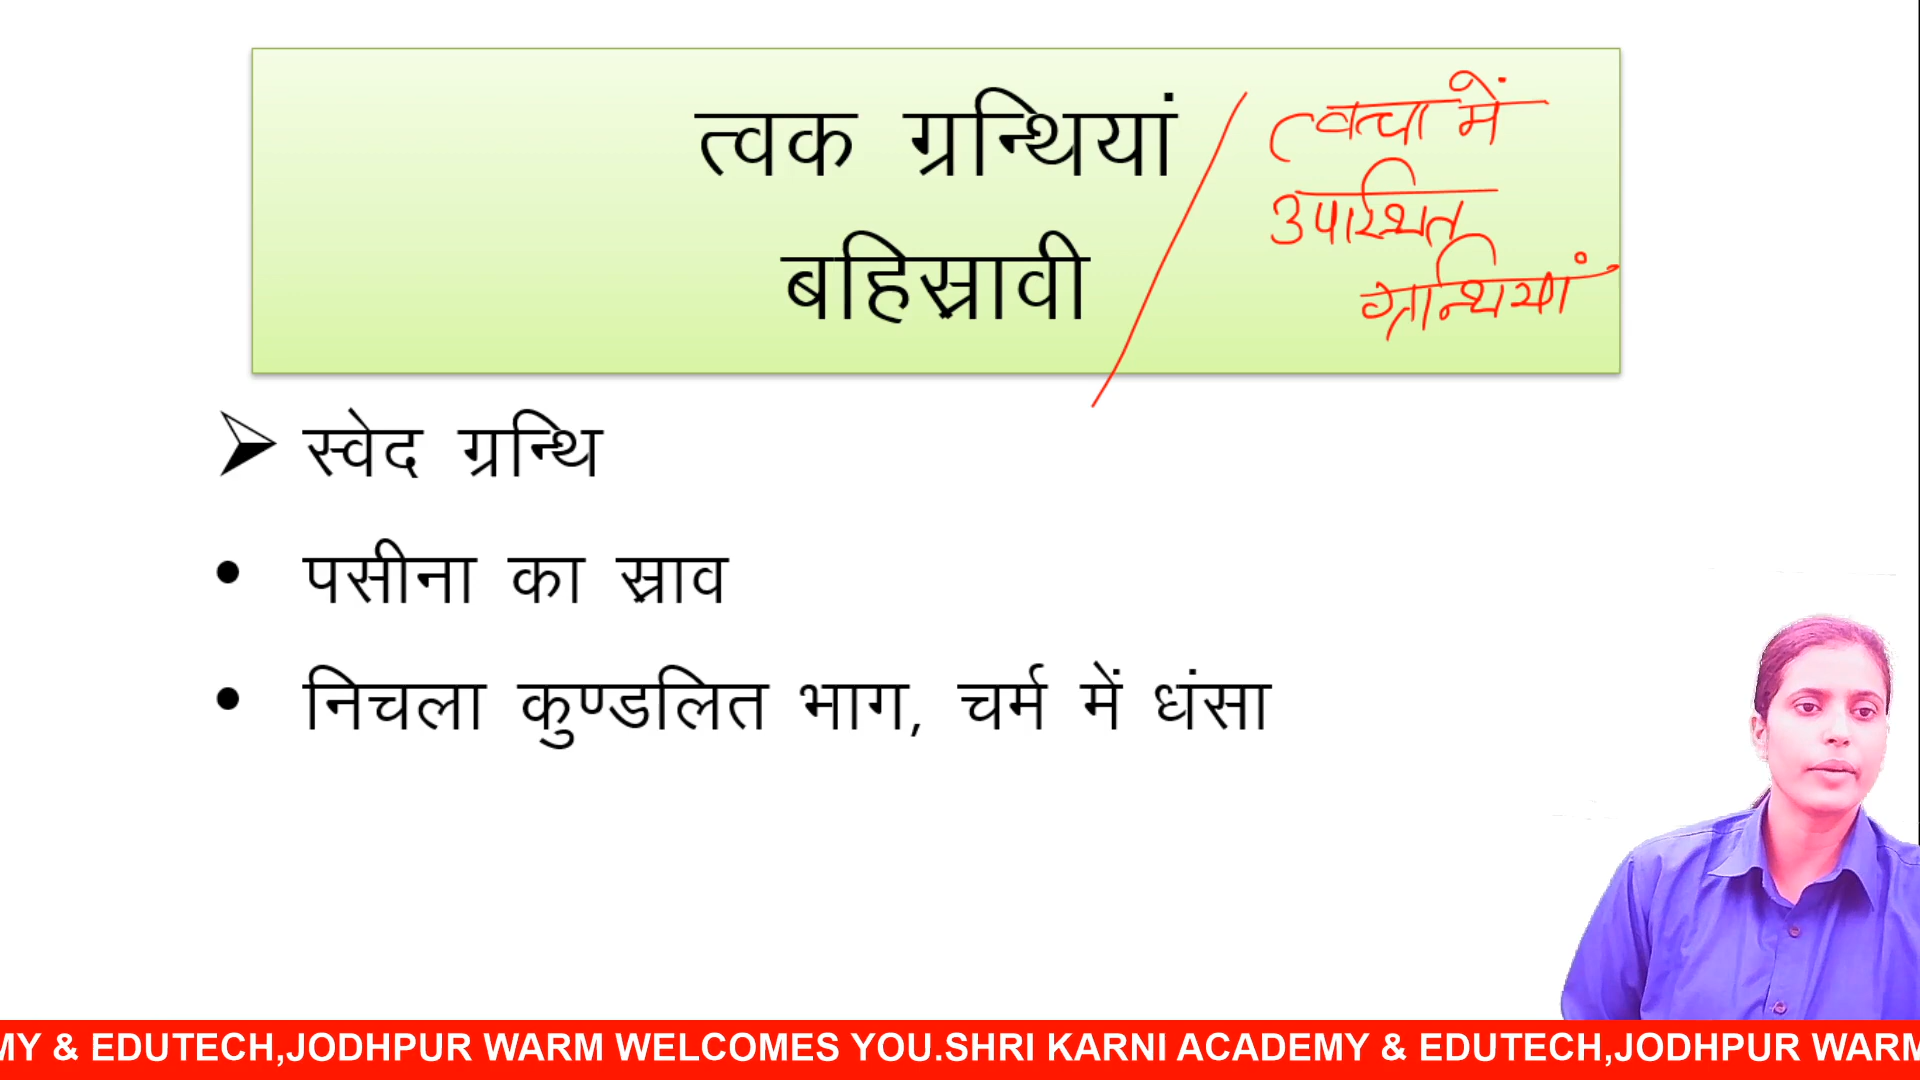 त्वक ग्रन्थियां
बहिस्रावी
त्वचा में
उपस्थित
ग्रन्थियां
➢ स्वेद ग्रन्थि
• पसीना का स्राव
• निचला कुण्डलित भाग, चर्म में धंसा
MY & EDUTECH,JODHPUR WARM WELCOMES YOU.SHRI KARNI ACADEMY & EDUTECH,JODHPUR WARM